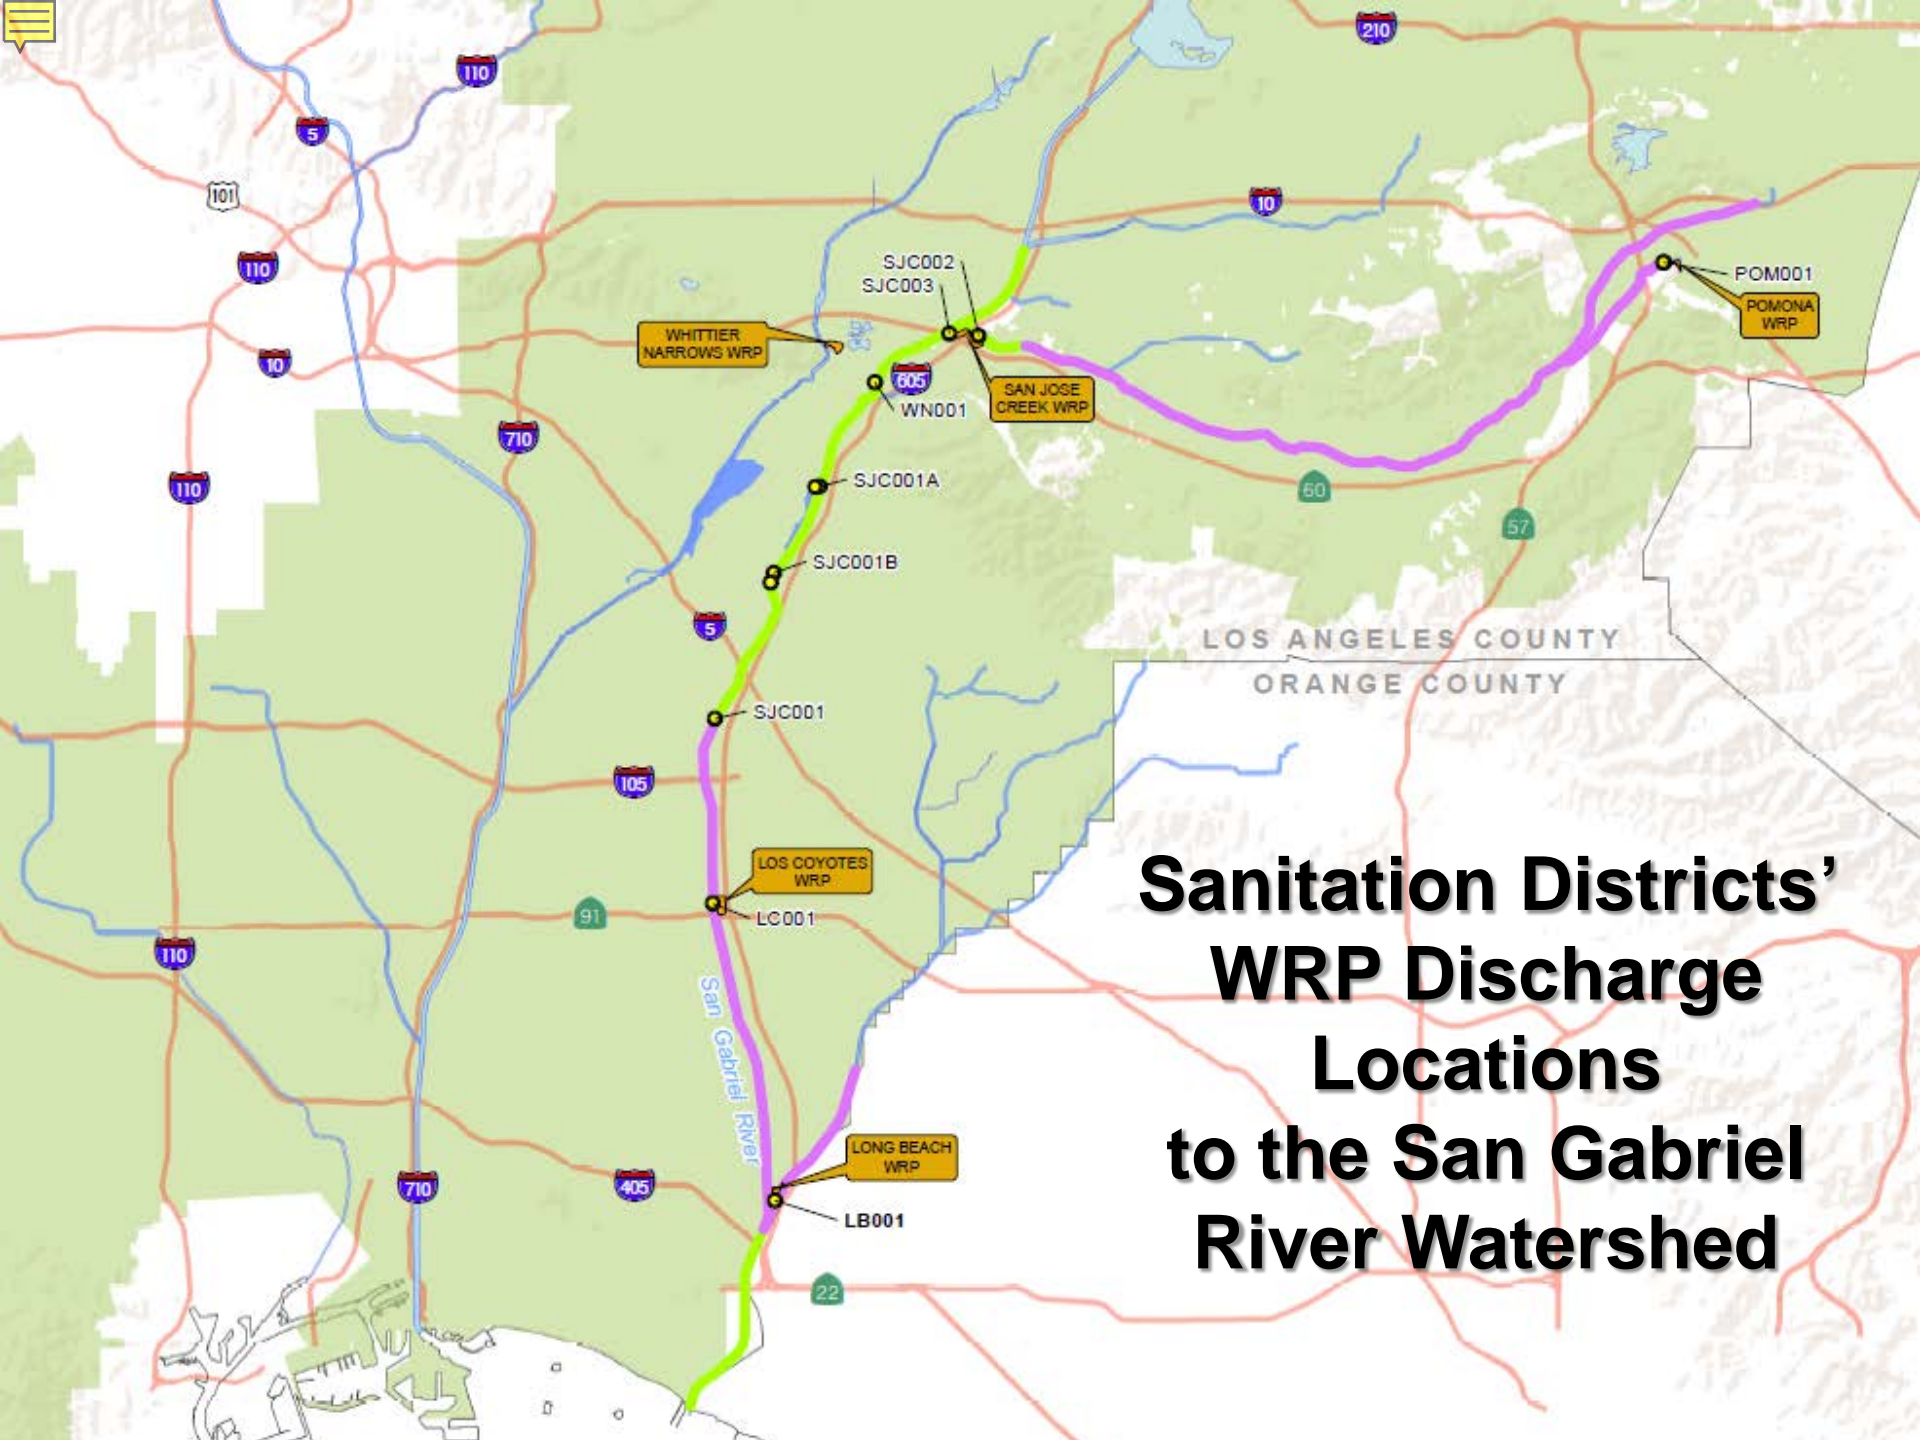 210
110
5
101
10
110
SJC002
SJC003
POM001
POMONA
WRP
WHITTIER
NARROWS WRP
10
605
SAN JOSE
CREEK WRP
WN001
710
110
SJC001A
60
57
SJC001B
5
LOS ANGELES COUNTY
ORANGE COUNTY
SJC001
105
LOS COYOTES
WRP
LC001
91
110
San Gabriel River
LONG BEACH
WRP
710
405
LB001
22
Sanitation Districts’
WRP Discharge
Locations
to the San Gabriel
River Watershed